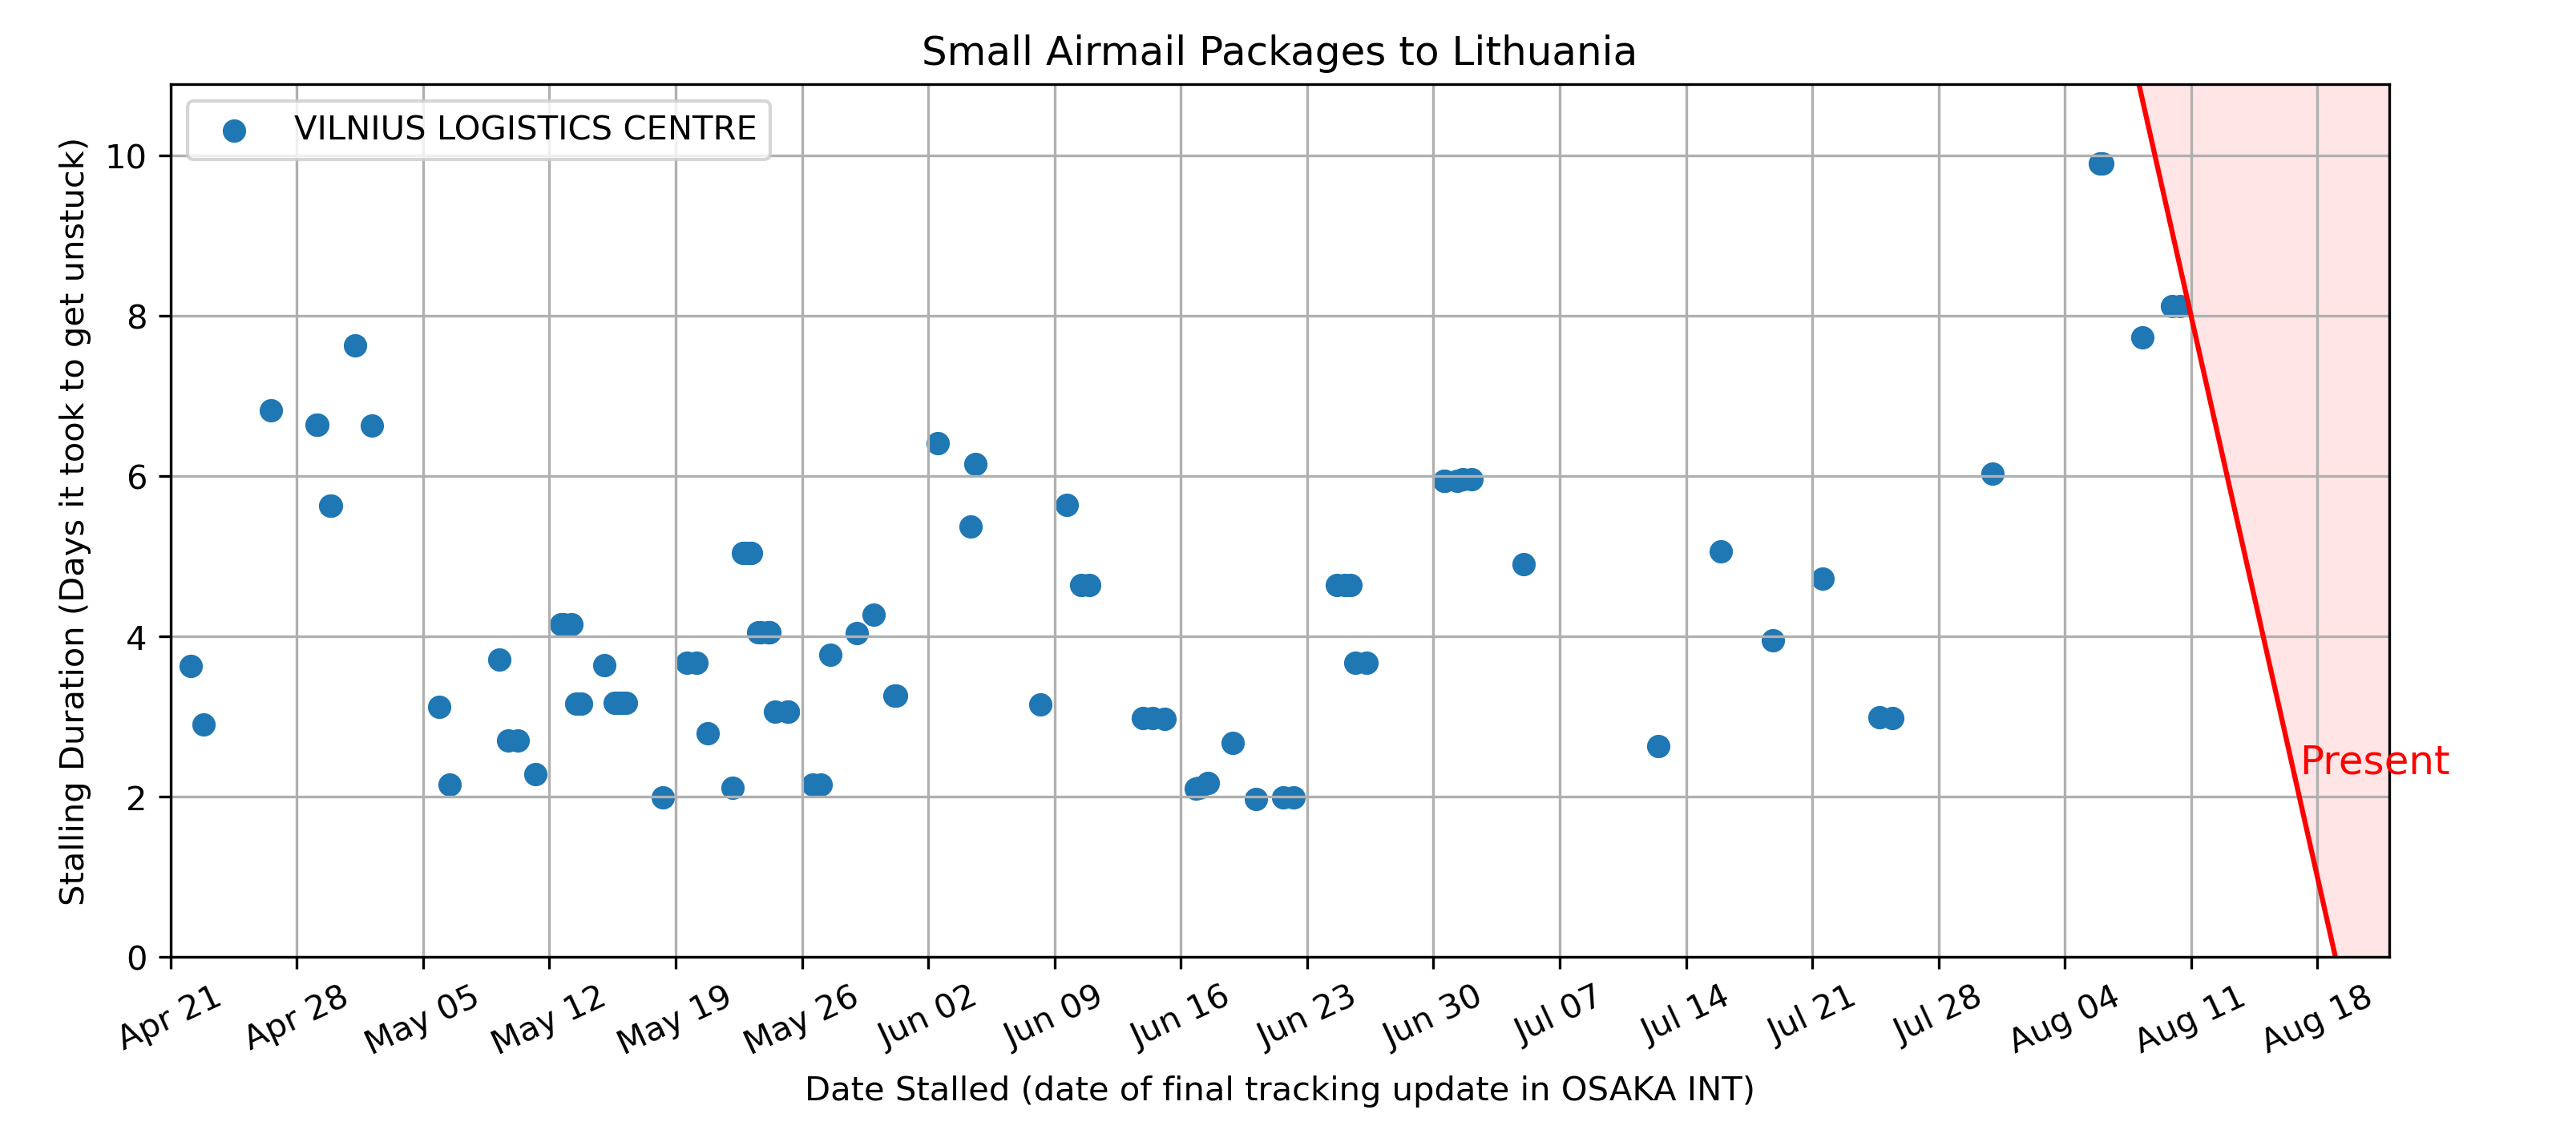 Small Airmail Packages to Lithuania
VILNIUS LOGISTICS CENTRE
Stalling Duration (Days it took to get unstuck)
10
8
6
4
2
0
Present
Apr 21
Apr 28
May 05
May 12
May 19
May 26
Jun 02
Jun 09
Jun 16
Jun 23
Jun 30
Jul 07
Jul 14
Jul 21
Jul 28
Aug 04
Aug 11
Aug 18
Date Stalled (date of final tracking update in OSAKA INT)